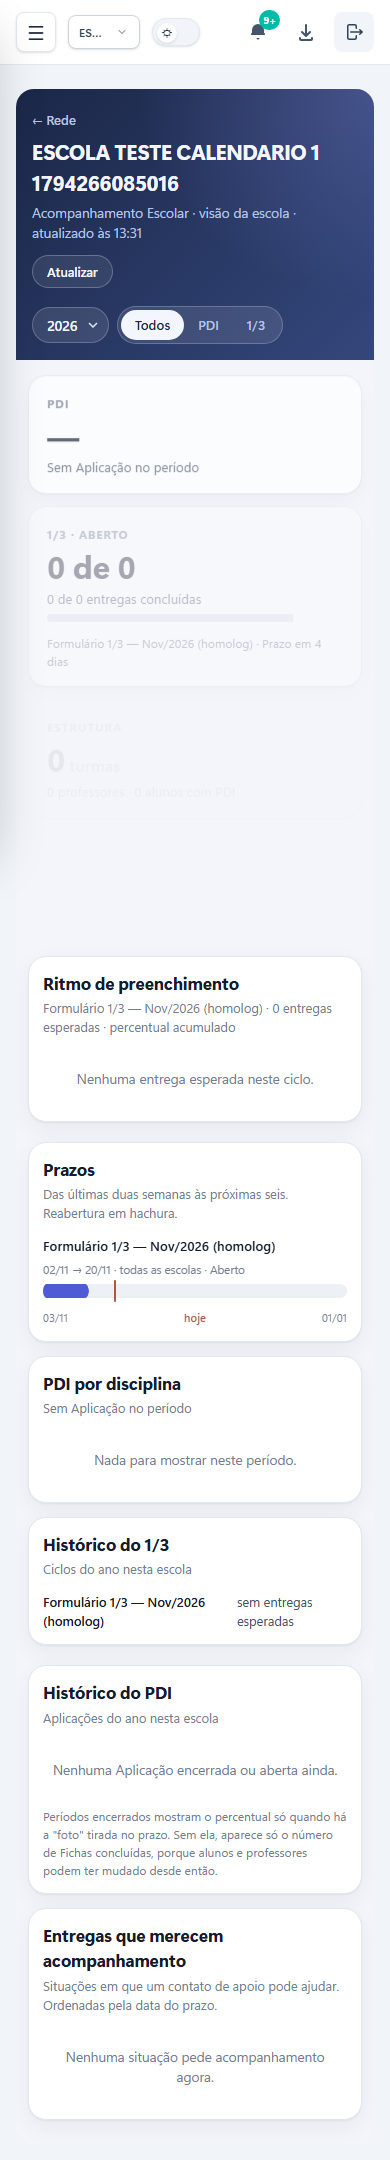 ES...
9+
← Rede
ESCOLA TESTE CALENDARIO 1
1794266085016
Acompanhamento Escolar · visão da escola ·
atualizado às 13:31
Atualizar
2026
Todos
PDI
1/3
PDI
—
Sem Aplicação no período
1/3 · ABERTO
0 de 0
0 de 0 entregas concluídas
Formulário 1/3 — Nov/2026 (homolog) · Prazo em 4
dias
ESTRUTURA
0 turmas
0 professores · 0 alunos com PDI
Ritmo de preenchimento
Formulário 1/3 — Nov/2026 (homolog) · 0 entregas
esperadas · percentual acumulado
Nenhuma entrega esperada neste ciclo.
Prazos
Das últimas duas semanas às próximas seis.
Reabertura em hachura.
Formulário 1/3 — Nov/2026 (homolog)
02/11 → 20/11 · todas as escolas · Aberto
03/11
hoje
01/01
PDI por disciplina
Sem Aplicação no período
Nada para mostrar neste período.
Histórico do 1/3
Ciclos do ano nesta escola
Formulário 1/3 — Nov/2026
(homolog)
sem entregas
esperadas
Histórico do PDI
Aplicações do ano nesta escola
Nenhuma Aplicação encerrada ou aberta ainda.
Períodos encerrados mostram o percentual só quando há
a "foto" tirada no prazo. Sem ela, aparece só o número
de Fichas concluídas, porque alunos e professores
podem ter mudado desde então.
Entregas que merecem
acompanhamento
Situações em que um contato de apoio pode ajudar.
Ordenadas pela data do prazo.
Nenhuma situação pede acompanhamento
agora.